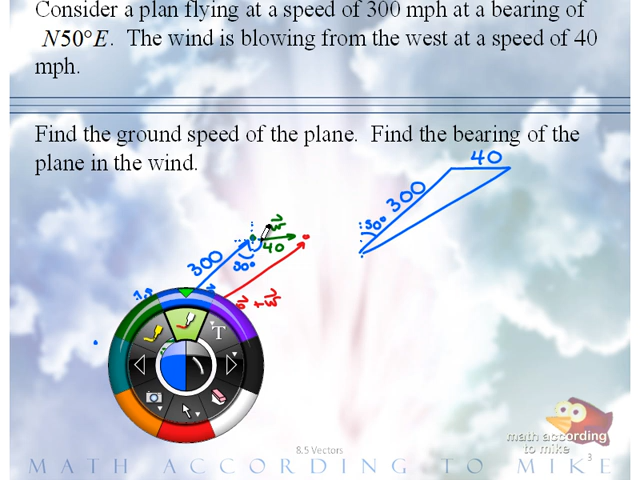 Consider a plan flying at a speed of 300 mph at a bearing of
N50°E. The wind is blowing from the west at a speed of 40
mph.
Find the ground speed of the plane. Find the bearing of the
plane in the wind.
40
300
50°
300
40
50°
T
math according
to mike
8.5 Vectors
3
MATH ACCORDING TO MIKE